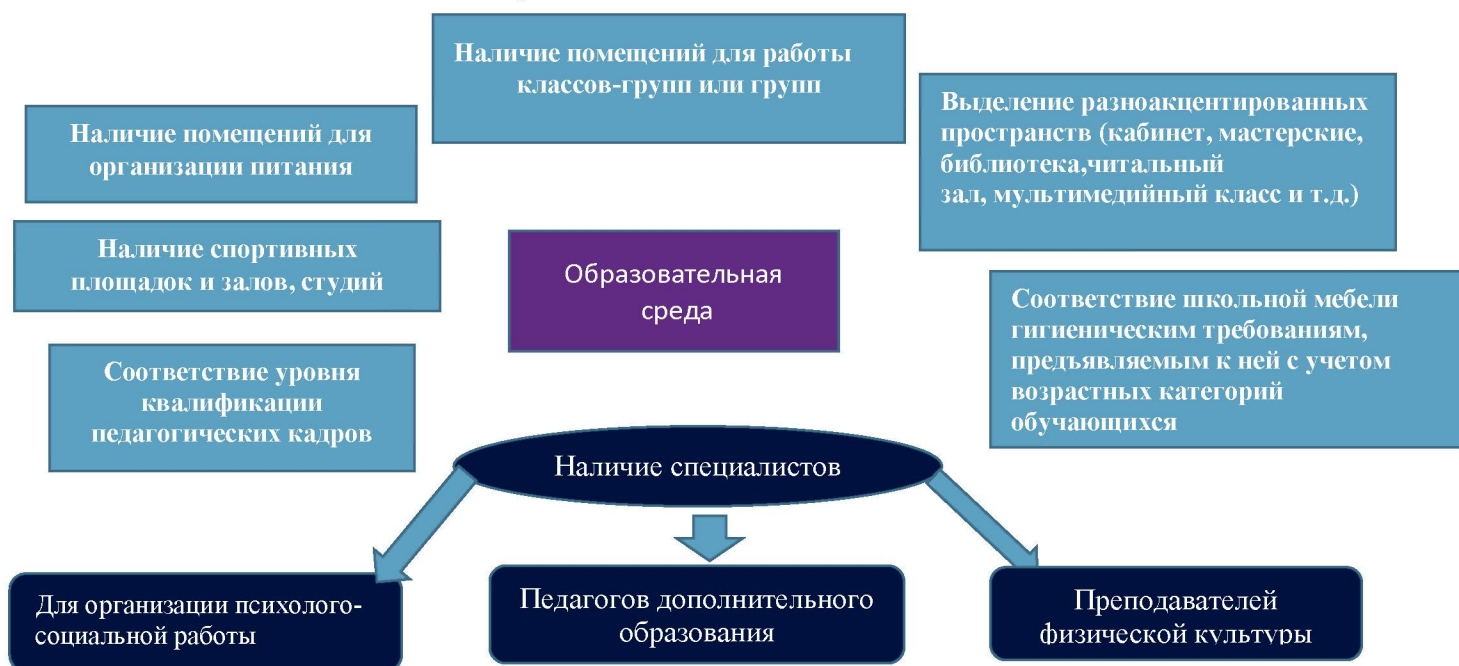 Наличие помещений для работы
классов-групп или групп
Наличие помещений для
организации питания
Выделение разноакцентированных
пространств (кабинет, мастерские,
библиотека,читальный
зал, мультимедийный класс и т.д.)
Наличие спортивных
площадок и залов, студий
Образовательная
среда
Соответствие школьной мебели
гигиеническим требованиям,
предъявляемым к ней с учетом
возрастных категорий
обучающихся
Соответствие уровня
квалификации
педагогических кадров
Наличие специалистов
Для организации психолого-
социальной работы
Педагогов дополнительного
образования
Преподавателей
физической культуры